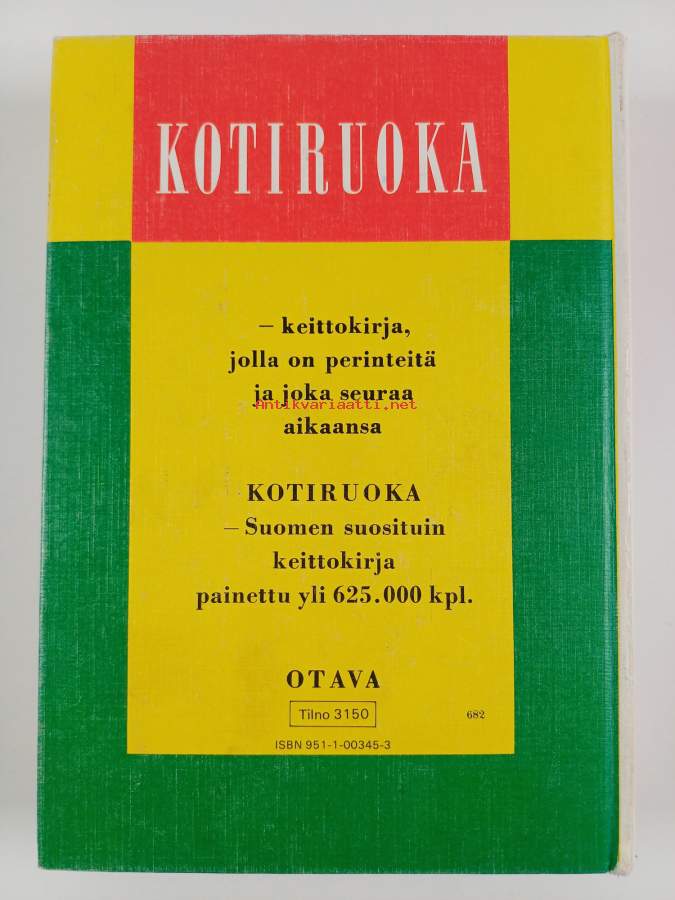 KOTIRUOKA
– keittokirja,
jolla on perinteitä
ja joka seuraa
Antikvariaatti.net
aikaansa
KOTIRUOKA
– Suomen suosituin
keittokirja
painettu yli 625.000 kpl.
OTAVA
Tilno 3150
682
ISBN 951-1-00345-3